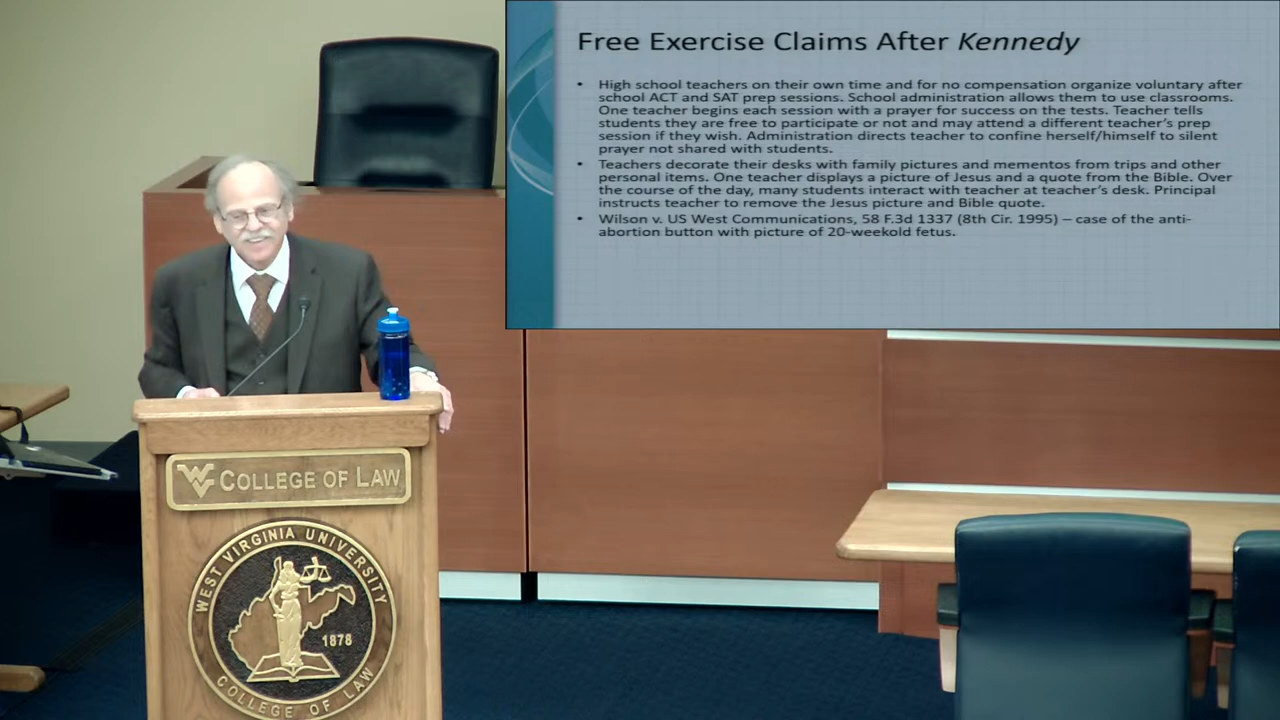 Free Exercise Claims After Kennedy
• High school teachers on their own time and for no compensation organize voluntary after
school ACT and SAT prep sessions. School administration allows them to use classrooms.
One teacher begins each session with a prayer for success on the tests. Teacher tells
students they are free to participate or not and may attend a different teacher's prep
session if they wish. Administration directs teacher to confine herself/himself to silent
prayer not shared with students.
• Teachers decorate their desks with family pictures and mementos from trips and other
personal items. One teacher displays a picture of Jesus and a quote from the Bible. Over
the course of the day, many students interact with teacher at teacher's desk. Principal
instructs teacher to remove the Jesus picture and Bible quote.
• Wilson v. US West Communications, 58 F.3d 1337 (8th Cir. 1995) – case of the anti-
abortion button with picture of 20-weekold fetus.
WV COLLEGE OF LAW
WEST VIRGINIA UNIVERSITY
1878
COLLEGE OF LAW